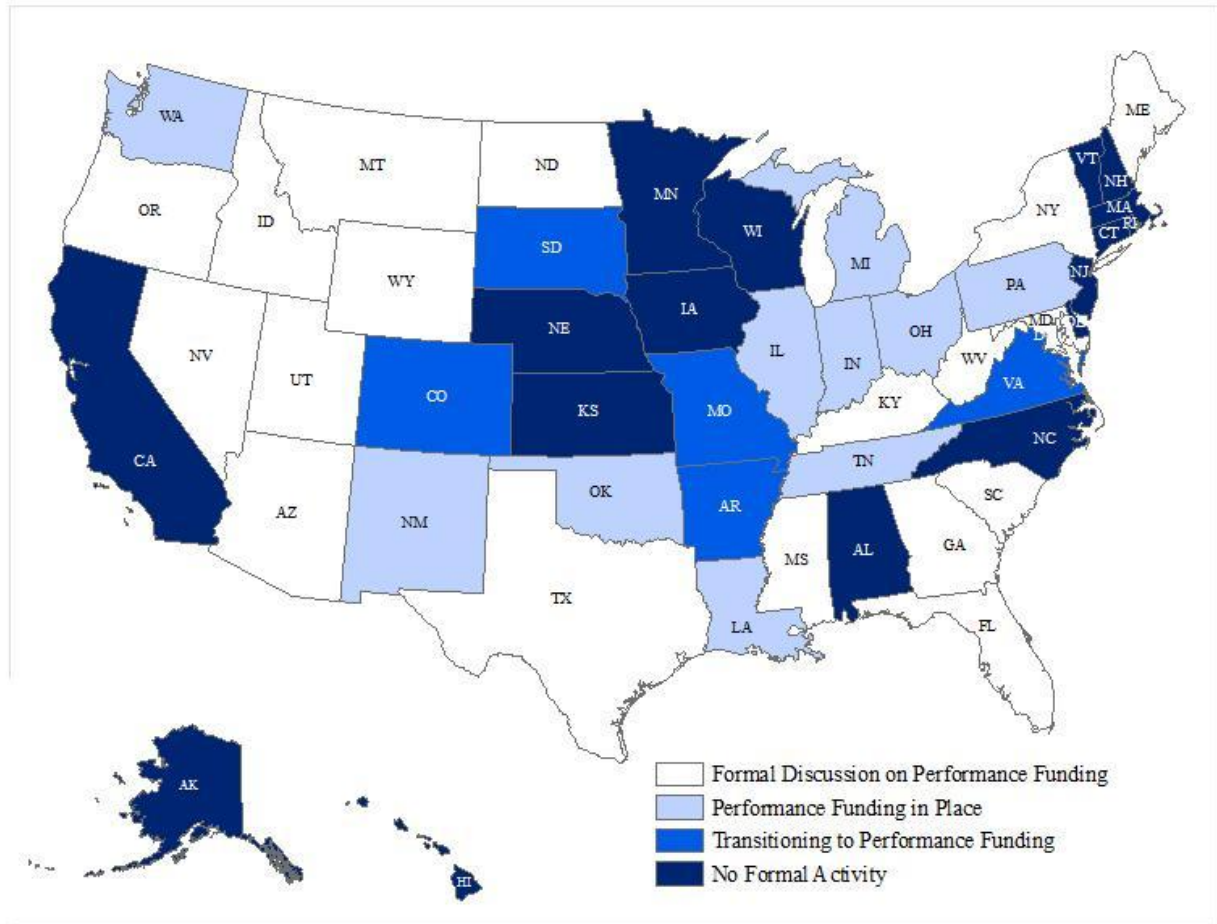 WA
ME
MT
ND
MN
VT
NH
OR
ID
MA
NY
RI
CT
WI
SD
MI
WY
NJ
PA
IA
NE
OH
MD
NV
IL
IN
WV
UT
VA
CO
KY
KS
MO
CA
NC
TN
OK
SC
AZ
AR
NM
GA
AL
MS
TX
LA
FL
Formal Discussion on Performance Funding
AK
Performance Funding in Place
Transitioning to Performance Funding
No Formal Activity
HI